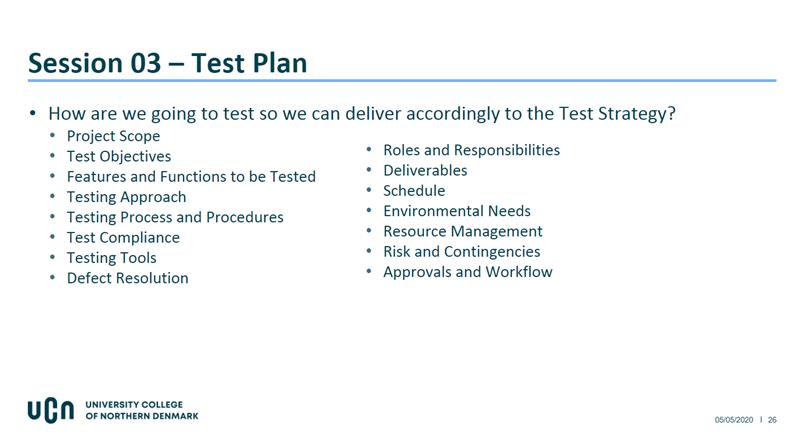 Session 03 – Test Plan
• How are we going to test so we can deliver accordingly to the Test Strategy?
• Project Scope
• Test Objectives
• Features and Functions to be Tested
• Testing Approach
• Testing Process and Procedures
• Test Compliance
• Testing Tools
• Defect Resolution
• Roles and Responsibilities
• Deliverables
• Schedule
• Environmental Needs
• Resource Management
• Risk and Contingencies
• Approvals and Workflow
ucn UNIVERSITY COLLEGE
OF NORTHERN DENMARK
05/05/2020 I 26